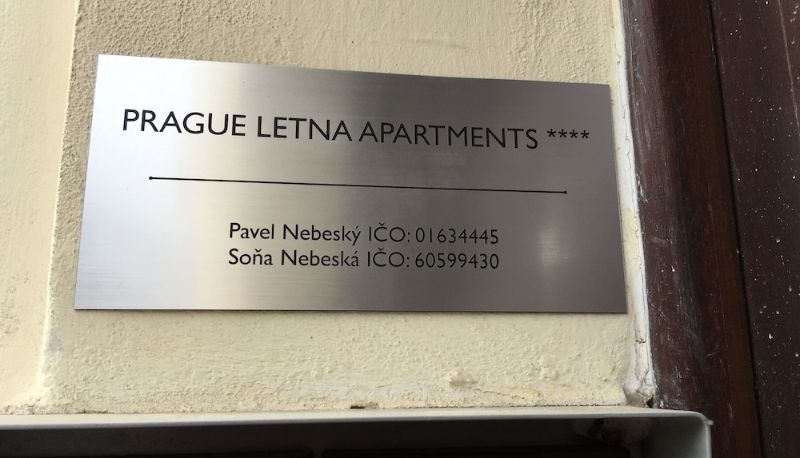 PRAGUE LETNA APARTMENTS ****
Pavel Nebeský IČO: 01634445
Soňa Nebeská IČO: 60599430